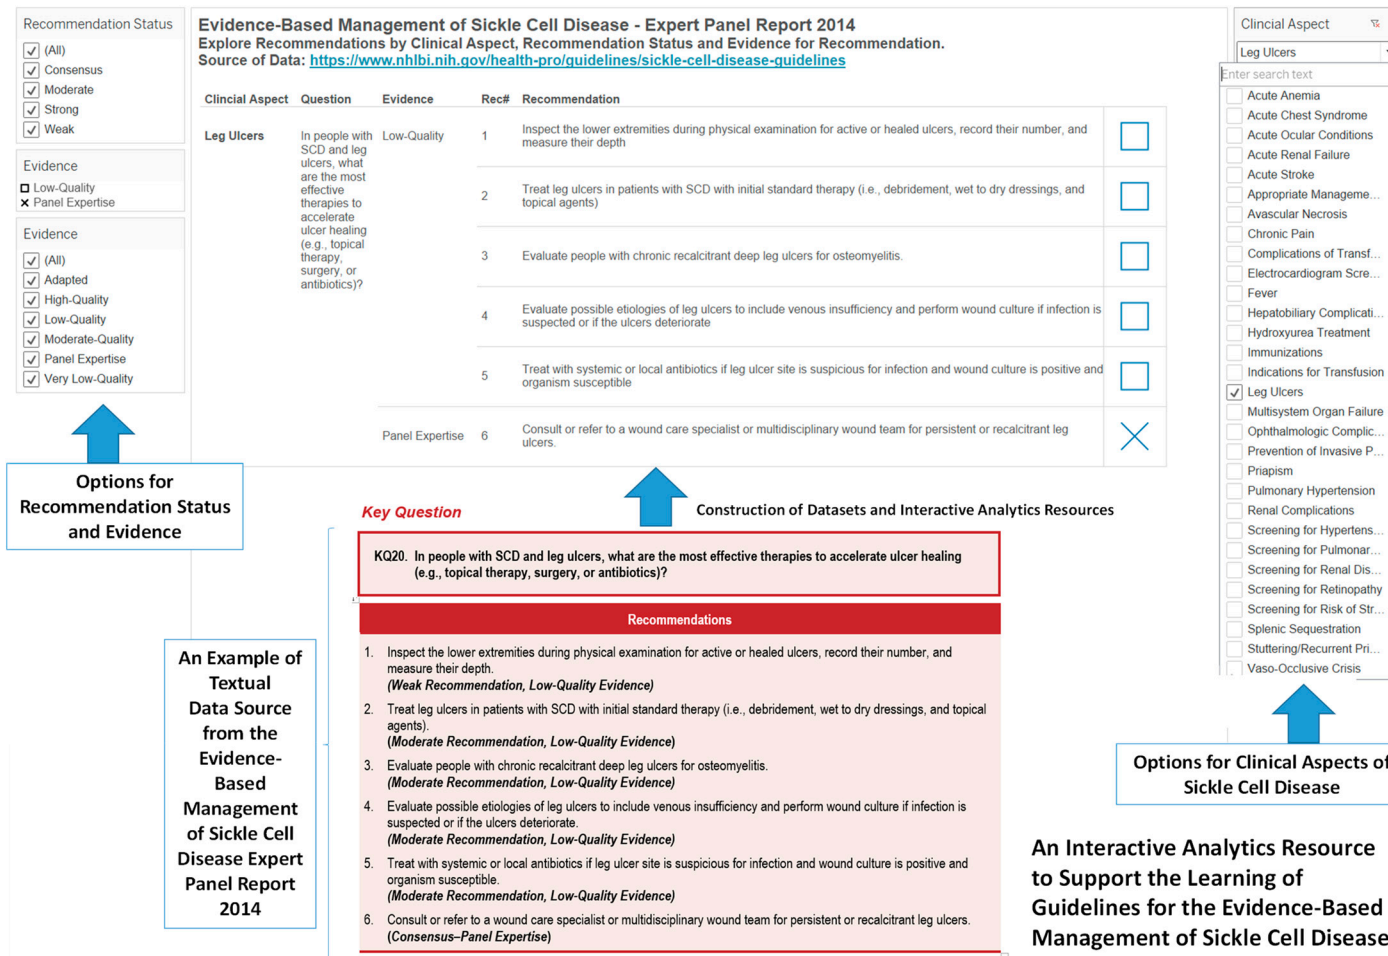 Recommendation Status
(All)
Consensus
Moderate
Strong
Weak
Evidence
Low-Quality
Panel Expertise
Evidence
(All)
Adapted
High-Quality
Low-Quality
Moderate-Quality
Panel Expertise
Very Low-Quality
Options for
Recommendation Status
and Evidence
Evidence-Based Management of Sickle Cell Disease - Expert Panel Report 2014
Explore Recommendations by Clinical Aspect, Recommendation Status and Evidence for Recommendation.
Source of Data: https://www.nhlbi.nih.gov/health-pro/guidelines/sickle-cell-disease-guidelines
Clincial Aspect Question Evidence Rec# Recommendation
Leg Ulcers
In people with
SCD and leg
ulcers, what
are the most
effective
therapies to
accelerate
ulcer healing
(e.g., topical
therapy,
surgery, or
antibiotics)?
Low-Quality
1 Inspect the lower extremities during physical examination for active or healed ulcers, record their number, and
measure their depth
2 Treat leg ulcers in patients with SCD with initial standard therapy (i.e., debridement, wet to dry dressings, and
topical agents)
3 Evaluate people with chronic recalcitrant deep leg ulcers for osteomyelitis.
4 Evaluate possible etiologies of leg ulcers to include venous insufficiency and perform wound culture if infection is
suspected or if the ulcers deteriorate
5 Treat with systemic or local antibiotics if leg ulcer site is suspicious for infection and wound culture is positive and
organism susceptible
Panel Expertise 6 Consult or refer to a wound care specialist or multidisciplinary wound team for persistent or recalcitrant leg
ulcers.
Clincial Aspect
Leg Ulcers
Enter search text
Acute Anemia
Acute Chest Syndrome
Acute Ocular Conditions
Acute Renal Failure
Acute Stroke
Appropriate Manageme...
Avascular Necrosis
Chronic Pain
Complications of Transf...
Electrocardiogram Scre...
Fever
Hepatobiliary Complicati...
Hydroxyurea Treatment
Immunizations
Indications for Transfusion
Leg Ulcers
Multisystem Organ Failure
Ophthalmologic Complic...
Prevention of Invasive P...
Priapism
Pulmonary Hypertension
Renal Complications
Screening for Hypertens...
Screening for Pulmonar...
Screening for Renal Dis...
Screening for Retinopathy
Screening for Risk of Str...
Splenic Sequestration
Stuttering/Recurrent Pri...
Vaso-Occlusive Crisis
Options for Clinical Aspects of
Sickle Cell Disease
Construction of Datasets and Interactive Analytics Resources
Key Question
KQ20. In people with SCD and leg ulcers, what are the most effective therapies to accelerate ulcer healing
(e.g., topical therapy, surgery, or antibiotics)?
Recommendations
1. Inspect the lower extremities during physical examination for active or healed ulcers, record their number, and
measure their depth.
(Weak Recommendation, Low-Quality Evidence)
2. Treat leg ulcers in patients with SCD with initial standard therapy (i.e., debridement, wet to dry dressings, and topical
agents).
(Moderate Recommendation, Low-Quality Evidence)
3. Evaluate people with chronic recalcitrant deep leg ulcers for osteomyelitis.
(Moderate Recommendation, Low-Quality Evidence)
4. Evaluate possible etiologies of leg ulcers to include venous insufficiency and perform wound culture if infection is
suspected or if the ulcers deteriorate.
(Moderate Recommendation, Low-Quality Evidence)
5. Treat with systemic or local antibiotics if leg ulcer site is suspicious for infection and wound culture is positive and
organism susceptible.
(Moderate Recommendation, Low-Quality Evidence)
6. Consult or refer to a wound care specialist or multidisciplinary wound team for persistent or recalcitrant leg ulcers.
(Consensus–Panel Expertise)
An Example of
Textual
Data Source
from the
Evidence-
Based
Management
of Sickle Cell
Disease Expert
Panel Report
2014
An Interactive Analytics Resource
to Support the Learning of
Guidelines for the Evidence-Based
Management of Sickle Cell Disease